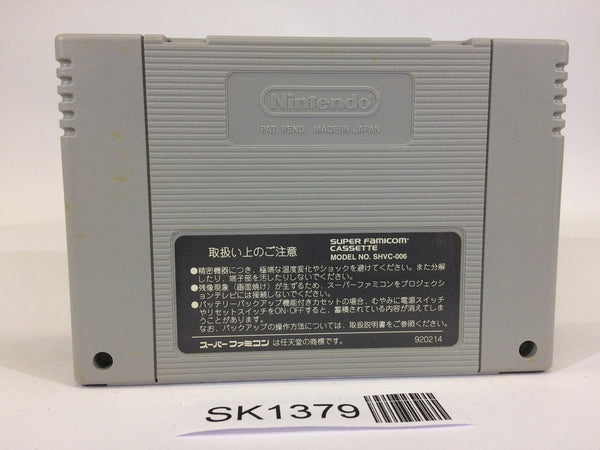 Nintendo
PAT. PEND. MADE IN JAPAN
取扱い上のご注意
SUPER FAMICOM
CASSETTE
MODEL NO. SHVC-006
●精密機器につき、極端な温度変化やショックを避けてください。また分解
したり、端子部を汚したりしないでください。
●残像現象(画面焼け)が生ずるため、スーパーファミコンをプロジェクシ
ョンテレビには接続しないでください。
●バッテリーバックアップ機能付きカセットの場合、むやみに電源スイッチ
やリセットスイッチをON・OFFすると、蓄積されている内容が消えてしま
うことがあります。
なお、バックアップの操作方法については、取扱説明書をご参照ください。
スーパーファミコン は任天堂の商標です。
920214
SK1379